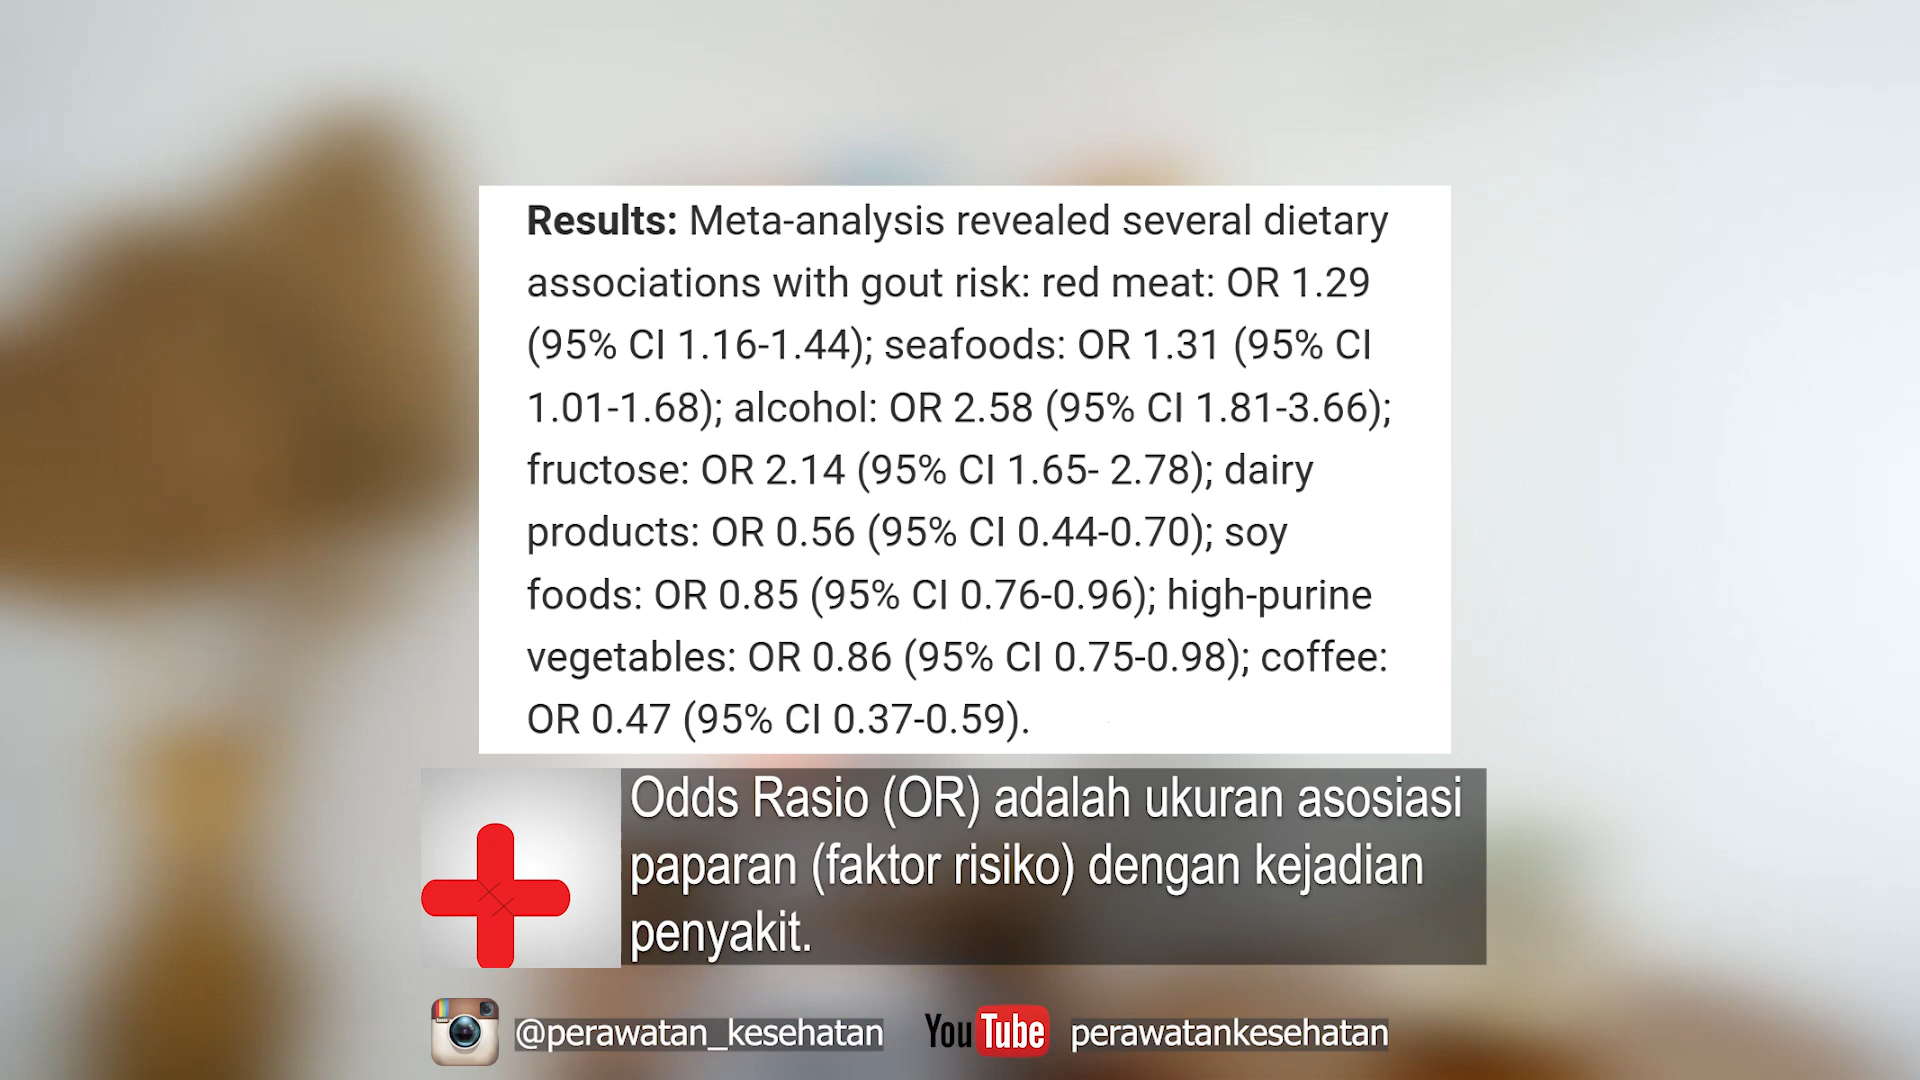 Results: Meta-analysis revealed several dietary
associations with gout risk: red meat: OR 1.29
(95% CI 1.16-1.44); seafoods: OR 1.31 (95% CI
1.01-1.68); alcohol: OR 2.58 (95% CI 1.81-3.66);
fructose: OR 2.14 (95% CI 1.65- 2.78); dairy
products: OR 0.56 (95% CI 0.44-0.70); soy
foods: OR 0.85 (95% CI 0.76-0.96); high-purine
vegetables: OR 0.86 (95% CI 0.75-0.98); coffee:
OR 0.47 (95% CI 0.37-0.59).
Odds Rasio (OR) adalah ukuran asosiasi
paparan (faktor risiko) dengan kejadian
penyakit.
@perawatan_kesehatan YouTube perawatankesehatan